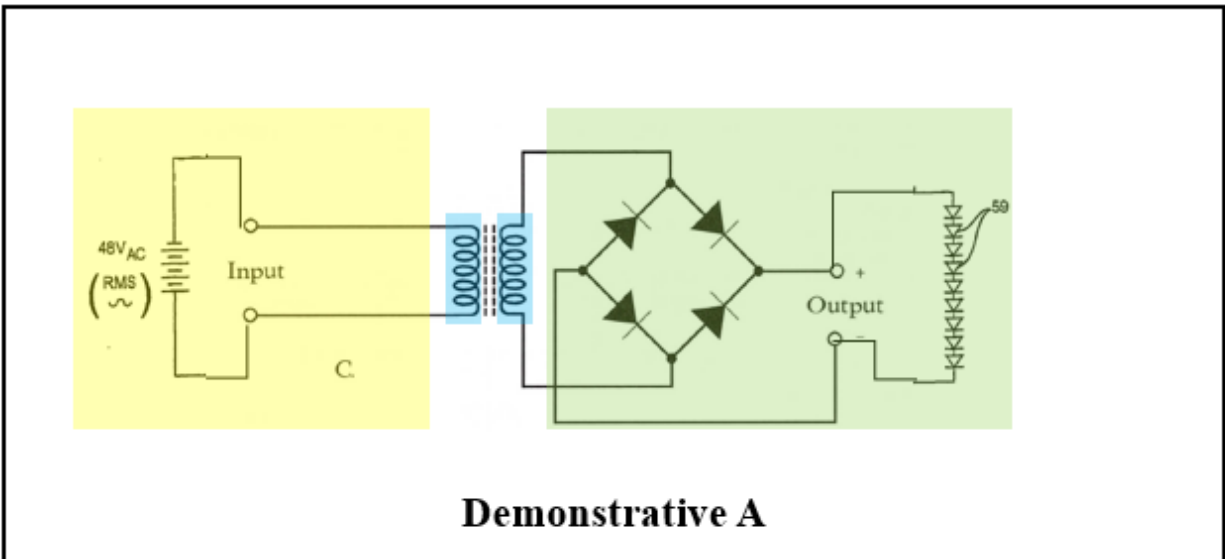 48VAC
(RMS
~)
Input
C.
+
Output
−
59
Demonstrative A